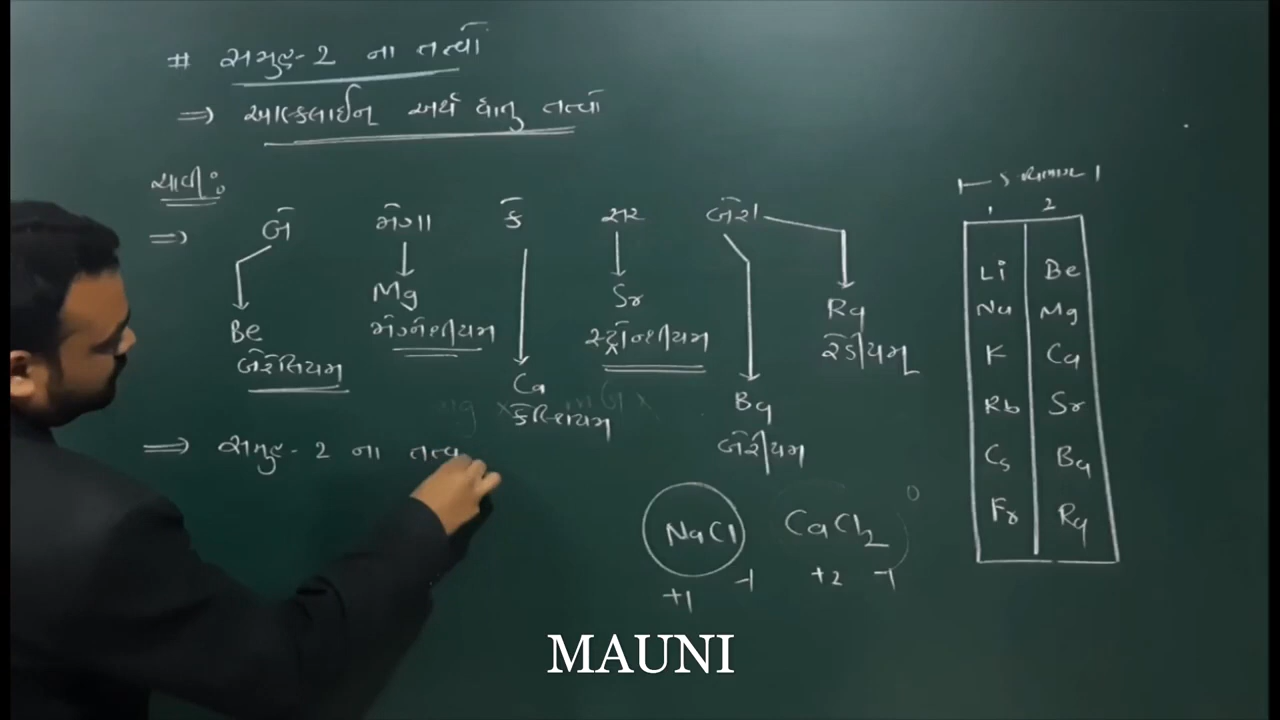 # સમુહ-2 ના તત્વો
⇒ આલ્કલાઈન અર્થ ધાતુ તત્વો
ચાવી:
⇒ બે મેગા કે સર બેરા
Be
બેરેલિયમ
Mg
મેગ્નેશીયમ
Ca
કેલ્શિયમ
Sr
સ્ટ્રોન્શીયમ
Ba
બેરીયમ
Ra
રેડીયમ
⇒ સમુહ-2 ના તત્વ
NaCl
+1 -1
CaCl2 0
+2 -1
S વિભાગ
1 2
Li Be
Na Mg
K Ca
Rb Sr
Cs Ba
Fr Ra
MAUNI